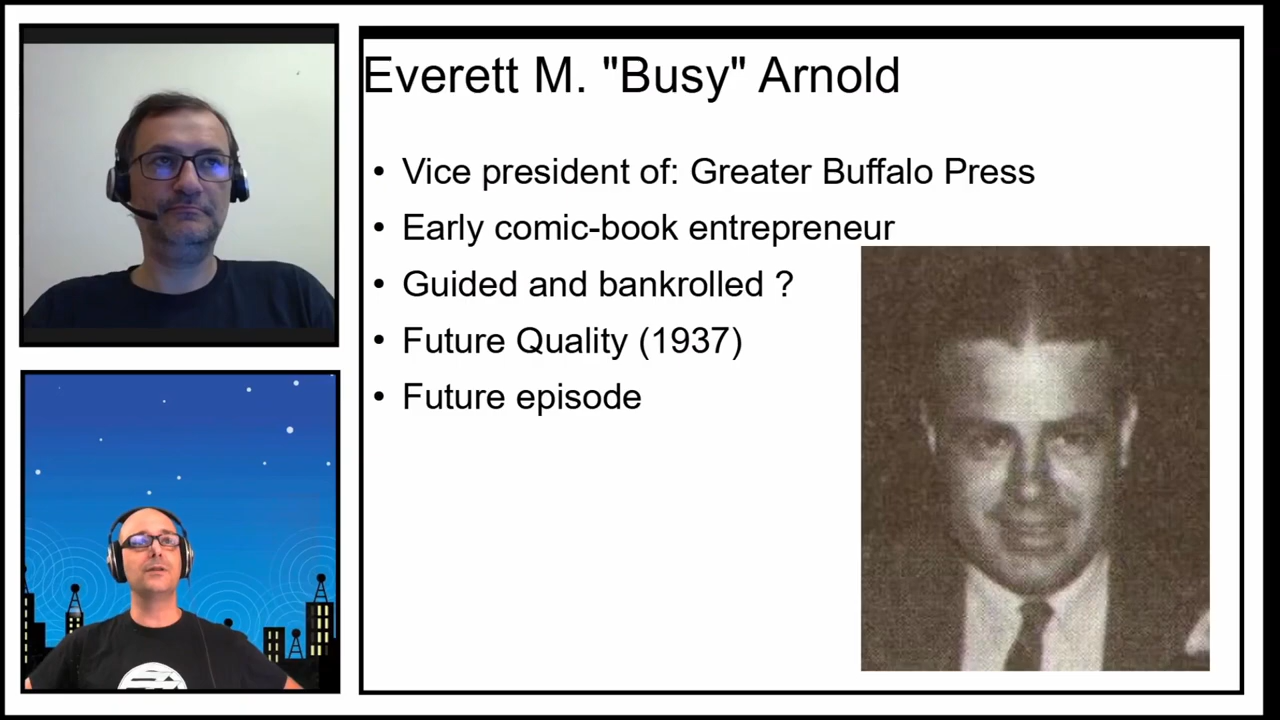 Everett M. "Busy" Arnold
• Vice president of: Greater Buffalo Press
• Early comic-book entrepreneur
• Guided and bankrolled ?
• Future Quality (1937)
• Future episode